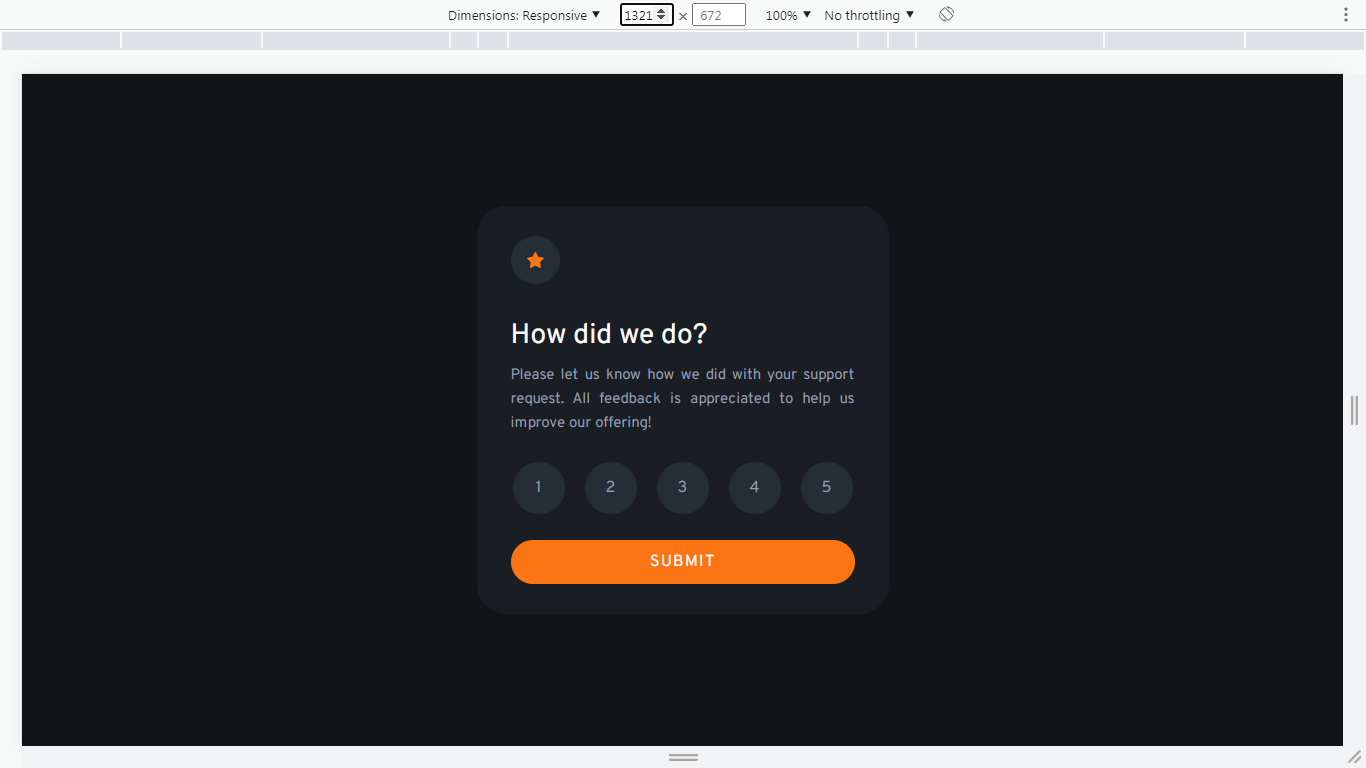 Dimensions: Responsive ▼ 1321 × 672 100% ▼ No throttling ▼
How did we do?
Please let us know how we did with your support
request. All feedback is appreciated to help us
improve our offering!
1 2 3 4 5
SUBMIT